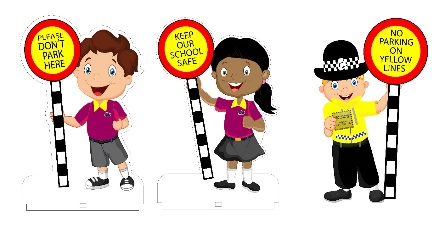 PLEASE
DON'T
PARK
HERE
KEEP
OUR
SCHOOL
SAFE
NO
PARKING
ON
YELLOW
LINES